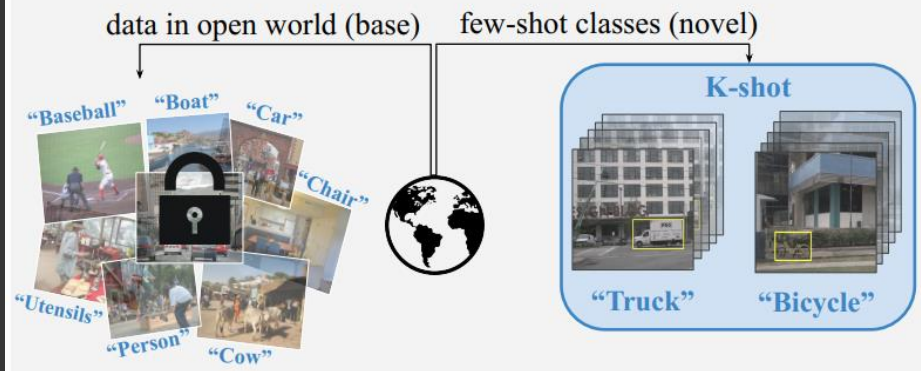 data in open world (base)
few-shot classes (novel)
“Baseball”
“Boat”
“Car”
“Chair”
“Utensils”
“Person”
“Cow”
K-shot
“Truck”
“Bicycle”